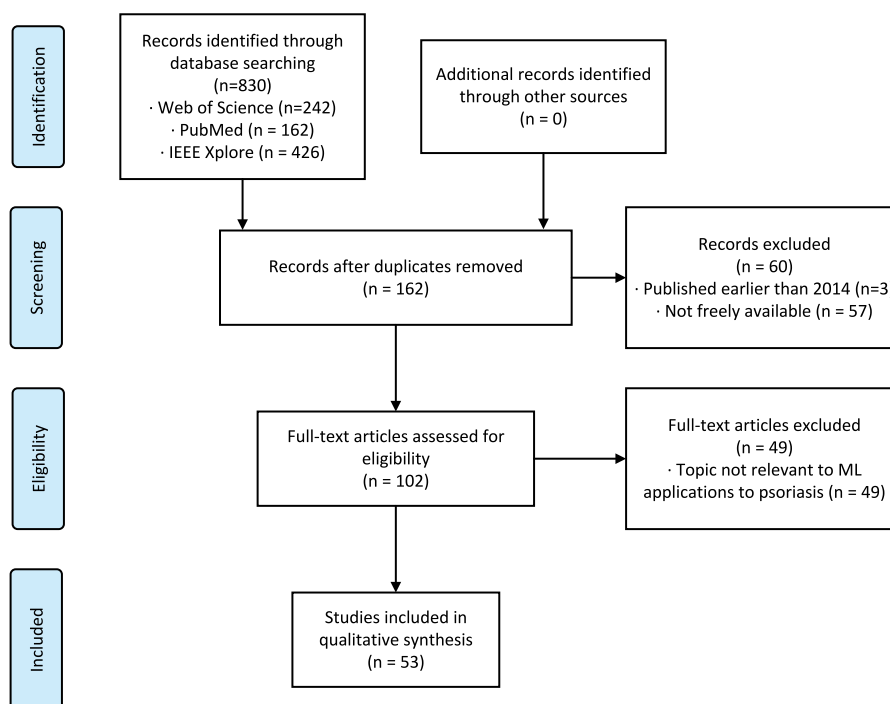 Identification
Records identified through
database searching
(n=830)
· Web of Science (n=242)
· PubMed (n = 162)
· IEEE Xplore (n = 426)
Additional records identified
through other sources
(n = 0)
Screening
Records after duplicates removed
(n = 162)
Records excluded
(n = 60)
· Published earlier than 2014 (n=3
· Not freely available (n = 57)
Eligibility
Full-text articles assessed for
eligibility
(n = 102)
Full-text articles excluded
(n = 49)
· Topic not relevant to ML
applications to psoriasis (n = 49)
Included
Studies included in
qualitative synthesis
(n = 53)